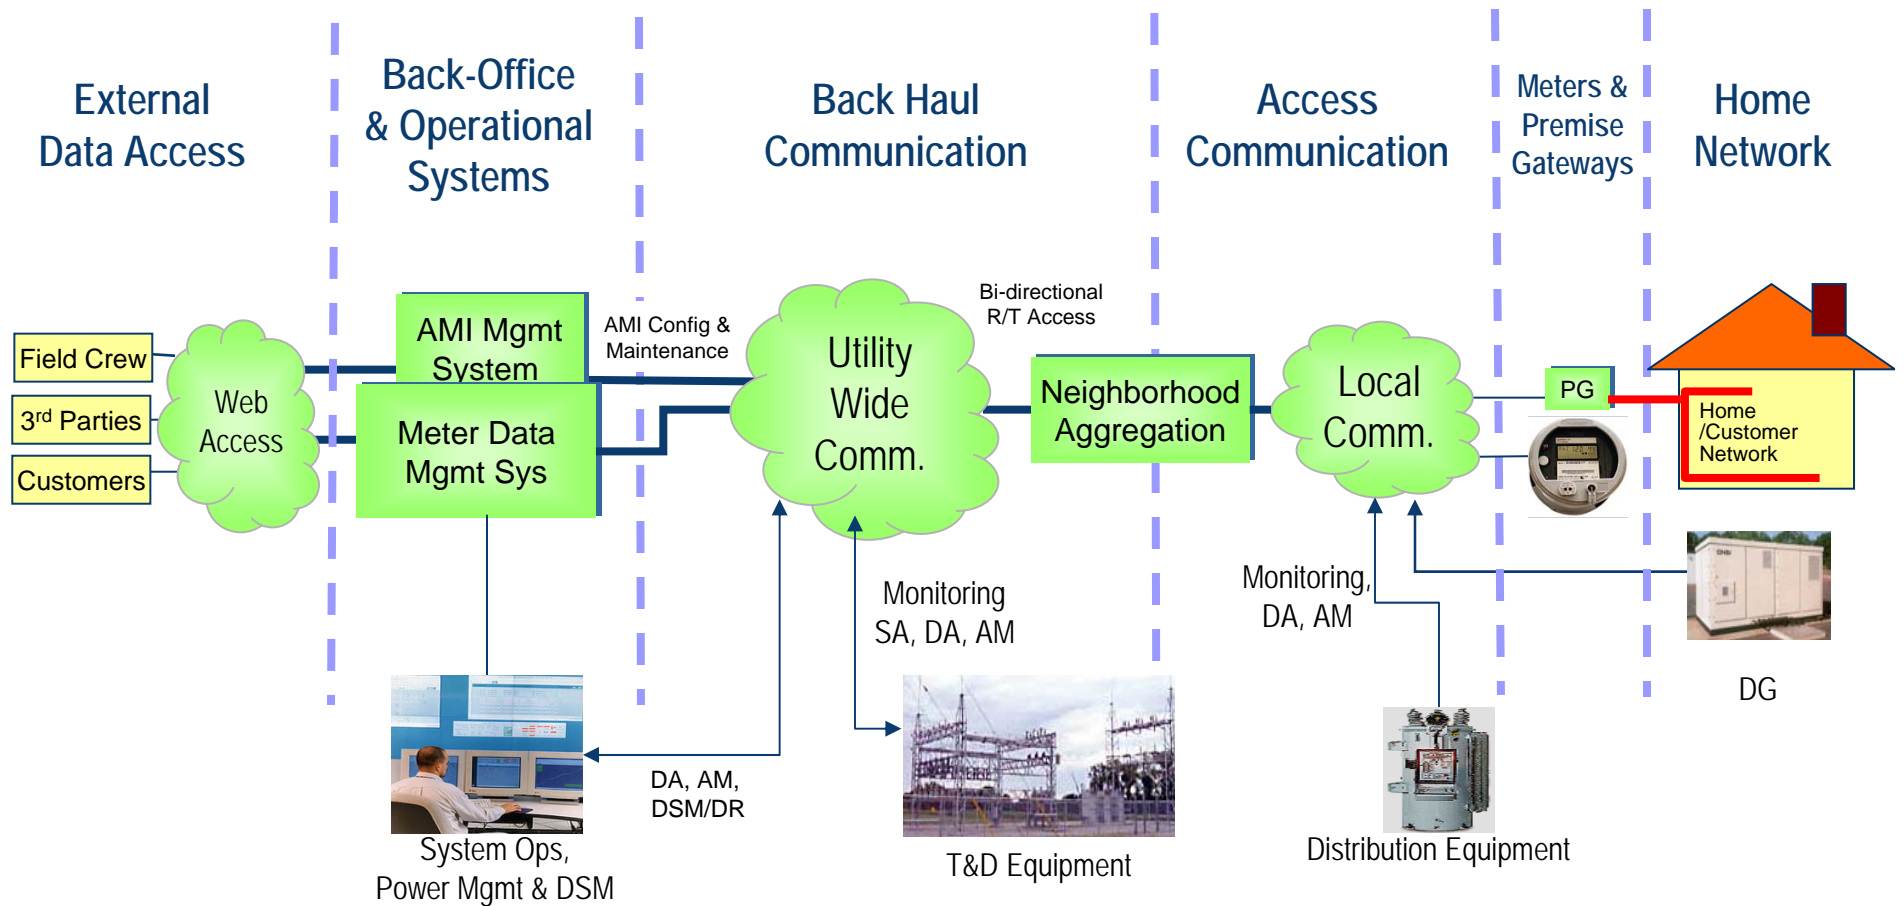 External
Data Access
Back-Office
& Operational
Systems
Back Haul
Communication
Access
Communication
Meters &
Premise
Gateways
Home
Network
Field Crew
3rd Parties
Customers
Web
Access
AMI Mgmt
System
Meter Data
Mgmt Sys
AMI Config &
Maintenance
Utility
Wide
Comm.
Bi-directional
R/T Access
Neighborhood
Aggregation
Local
Comm.
PG
Home
/Customer
Network
Monitoring
SA, DA, AM
Monitoring,
DA, AM
DG
DA, AM,
DSM/DR
System Ops,
Power Mgmt & DSM
T&D Equipment
Distribution Equipment